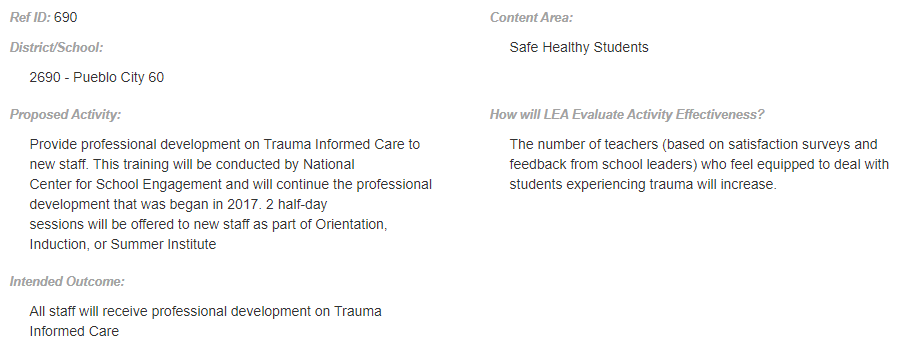 Ref ID: 690
District/School:
2690 - Pueblo City 60
Proposed Activity:
Provide professional development on Trauma Informed Care to
new staff. This training will be conducted by National
Center for School Engagement and will continue the professional
development that was began in 2017. 2 half-day
sessions will be offered to new staff as part of Orientation,
Induction, or Summer Institute
Intended Outcome:
All staff will receive professional development on Trauma
Informed Care
Content Area:
Safe Healthy Students
How will LEA Evaluate Activity Effectiveness?
The number of teachers (based on satisfaction surveys and
feedback from school leaders) who feel equipped to deal with
students experiencing trauma will increase.